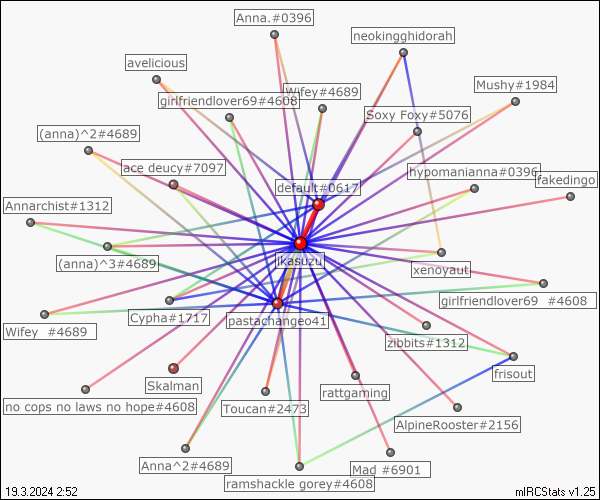 Anna.#0396
neokingghidorah
avelicious
Mushy#1984
Wifey#4689
girlfriendlover69#4608
Soxy Foxy#5076
(anna)^2#4689
ace deucy#7097
hypomanianna#0396
fakedingo
default#0617
Annarchist#1312
jikasuzu
(anna)^3#4689
xenoyaut
girlfriendlover69 #4608
Cypha#1717
pastachangeo41
Wifey #4689
zibbits#1312
frisout
Skalman
rattgaming
no cops no laws no hope#4608
Toucan#2473
AlpineRooster#2156
Anna^2#4689
Mad #6901
ramshackle gorey#4608
19.3.2024 2:52
mIRCStats v1.25